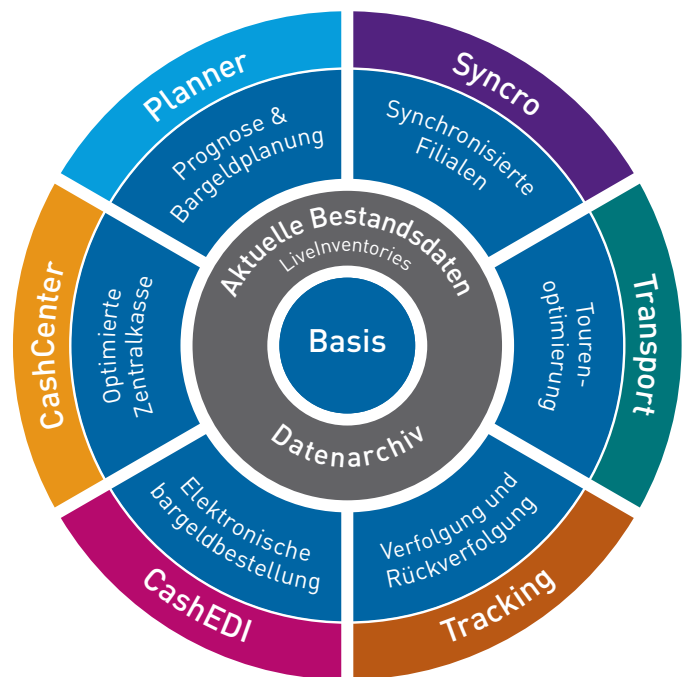 Planner
Prognose &
Bargeldplanung
Syncro
Synchronisierte
Filialen
Transport
Touren-
optimierung
Tracking
Verfolgung und
Rückverfolgung
CashEDI
Elektronische
bargeldbestellung
CashCenter
Optimierte
Zentralkasse
Aktuelle Bestandsdaten
LiveInventories
Basis
Datenarchiv